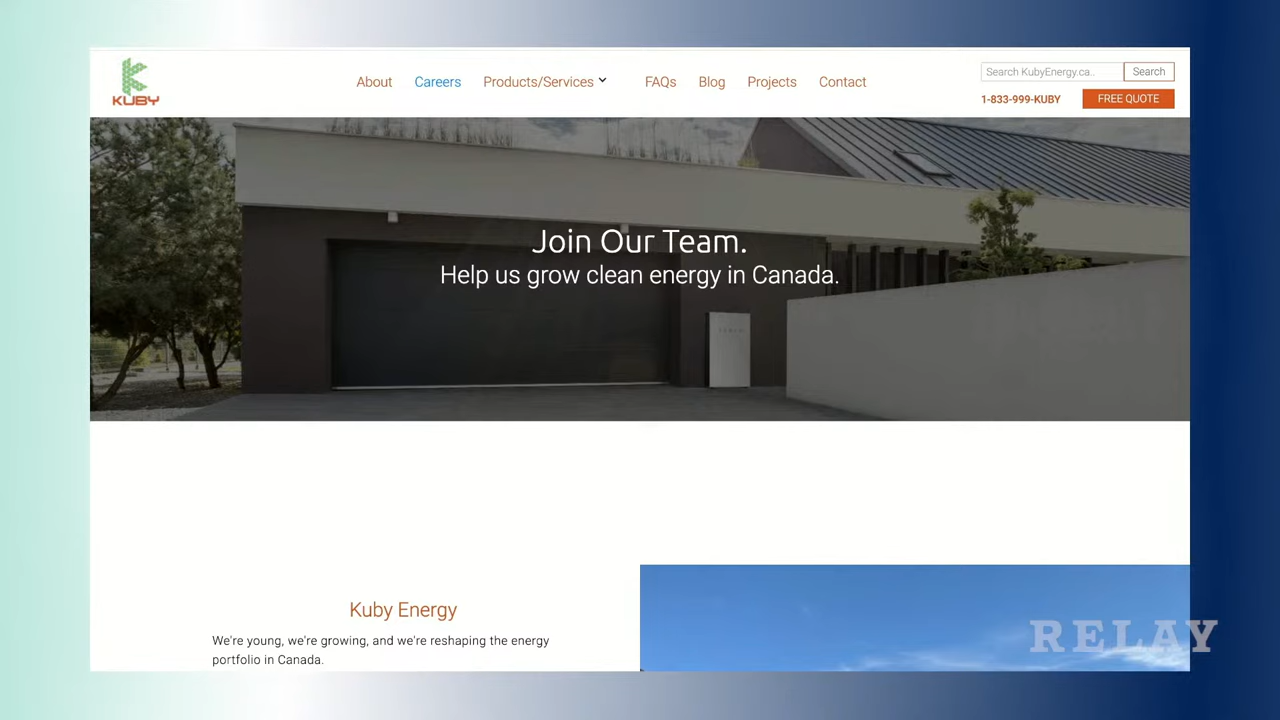 KUBY
About Careers Products/Services FAQs Blog Projects Contact
Search KubyEnergy.ca.. Search
1-833-999-KUBY FREE QUOTE
Join Our Team.
Help us grow clean energy in Canada.
Kuby Energy
We're young, we're growing, and we're reshaping the energy
portfolio in Canada.
RELAY